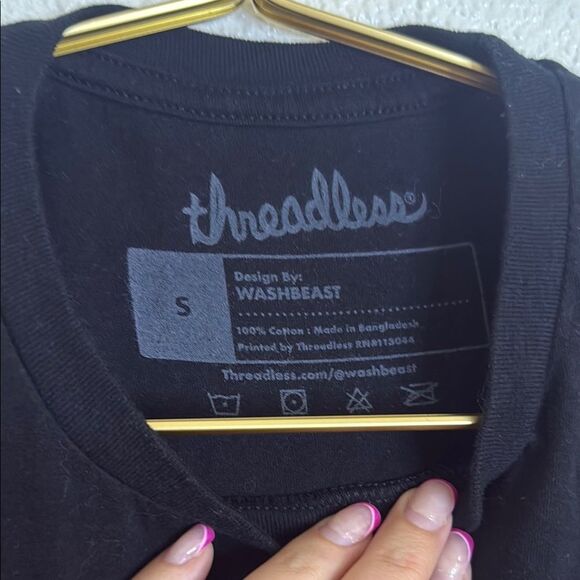 threadless®
S
Design By:
WASHBEAST
100% Cotton : Made in Bangladesh
Printed by Threadless RN#113044
Threadless.com/@washbeast